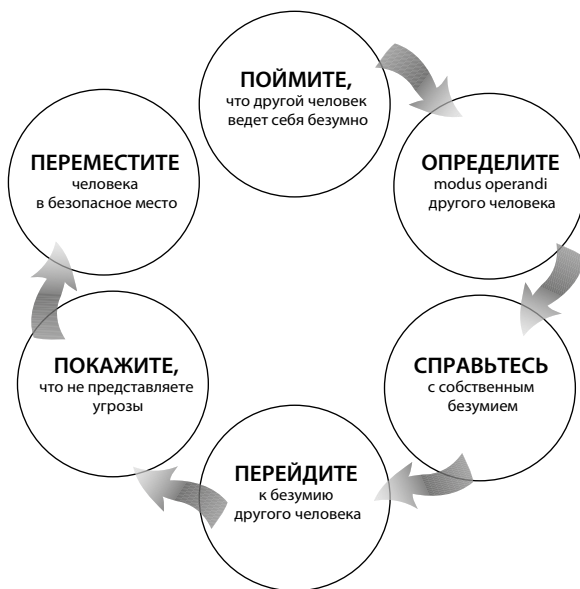 ПОЙМИТЕ,
что другой человек
ведет себя безумно
ОПРЕДЕЛИТЕ
modus operandi
другого человека
СПРАВЬТЕСЬ
с собственным
безумием
ПЕРЕЙДИТЕ
к безумию
другого человека
ПОКАЖИТЕ,
что не представляете
угрозы
ПЕРЕМЕСТИТЕ
человека
в безопасное место